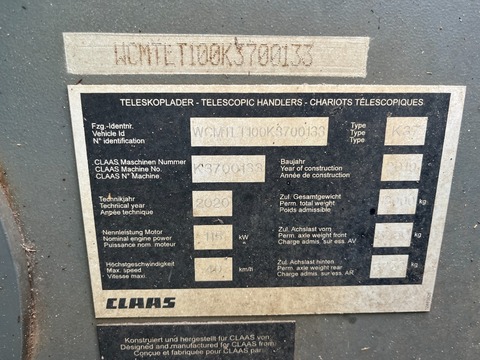 WCMTET100K3700133
TELESKOPLADER - TELESCOPIC HANDLERS - CHARIOTS TÉLESCOPIQUES
Fzg.-Identnr.
Vehicle Id
N° identification
Type
Type
Type
K37
CLAAS Maschinen Nummer
CLAAS Machine No.
CLAAS N° Machine
K3700133
Baujahr
Year of construction
Année de construction
Technikjahr
Technical year
Année technique
2020
Zul. Gesamtgewicht
Perm. total weight
Poids admissible
kg
Nennleistung Motor
Nominal engine power
Puissance nom. moteur
kW
Zul. Achslast vorn
Perm. axle weight front
Charge admis. sur ess. AV
kg
Höchstgeschwindigkeit
Max. speed
Vitesse maxi
40
km/h
Zul. Achslast hinten
Perm. axle weight rear
Charge admis. sur ess. AR
kg
CLAAS
Konstruiert und hergestellt für CLAAS von:
Designed and manufactured for CLAAS from:
Conçue et fabriquée pour CLAAS par: